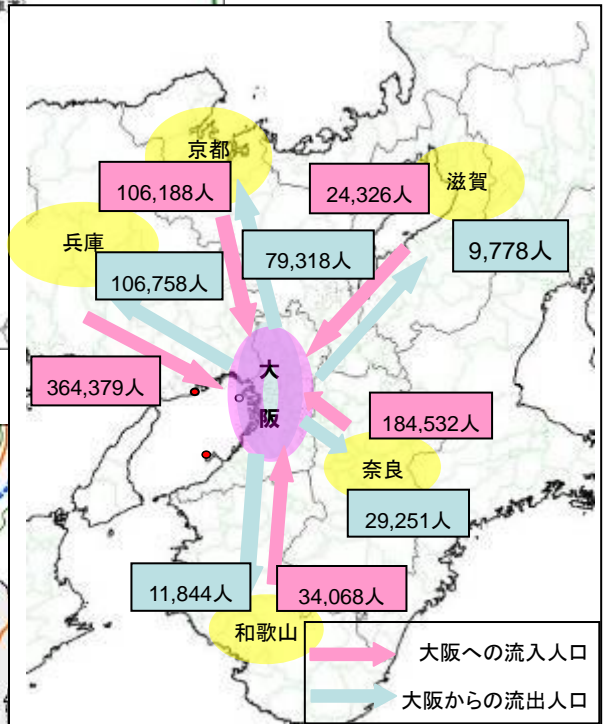 京都
106,188人
24,326人
滋賀
兵庫
79,318人
9,778人
106,758人
大
阪
364,379人
184,532人
奈良
29,251人
11,844人
34,068人
和歌山
大阪への流入人口
大阪からの流出人口